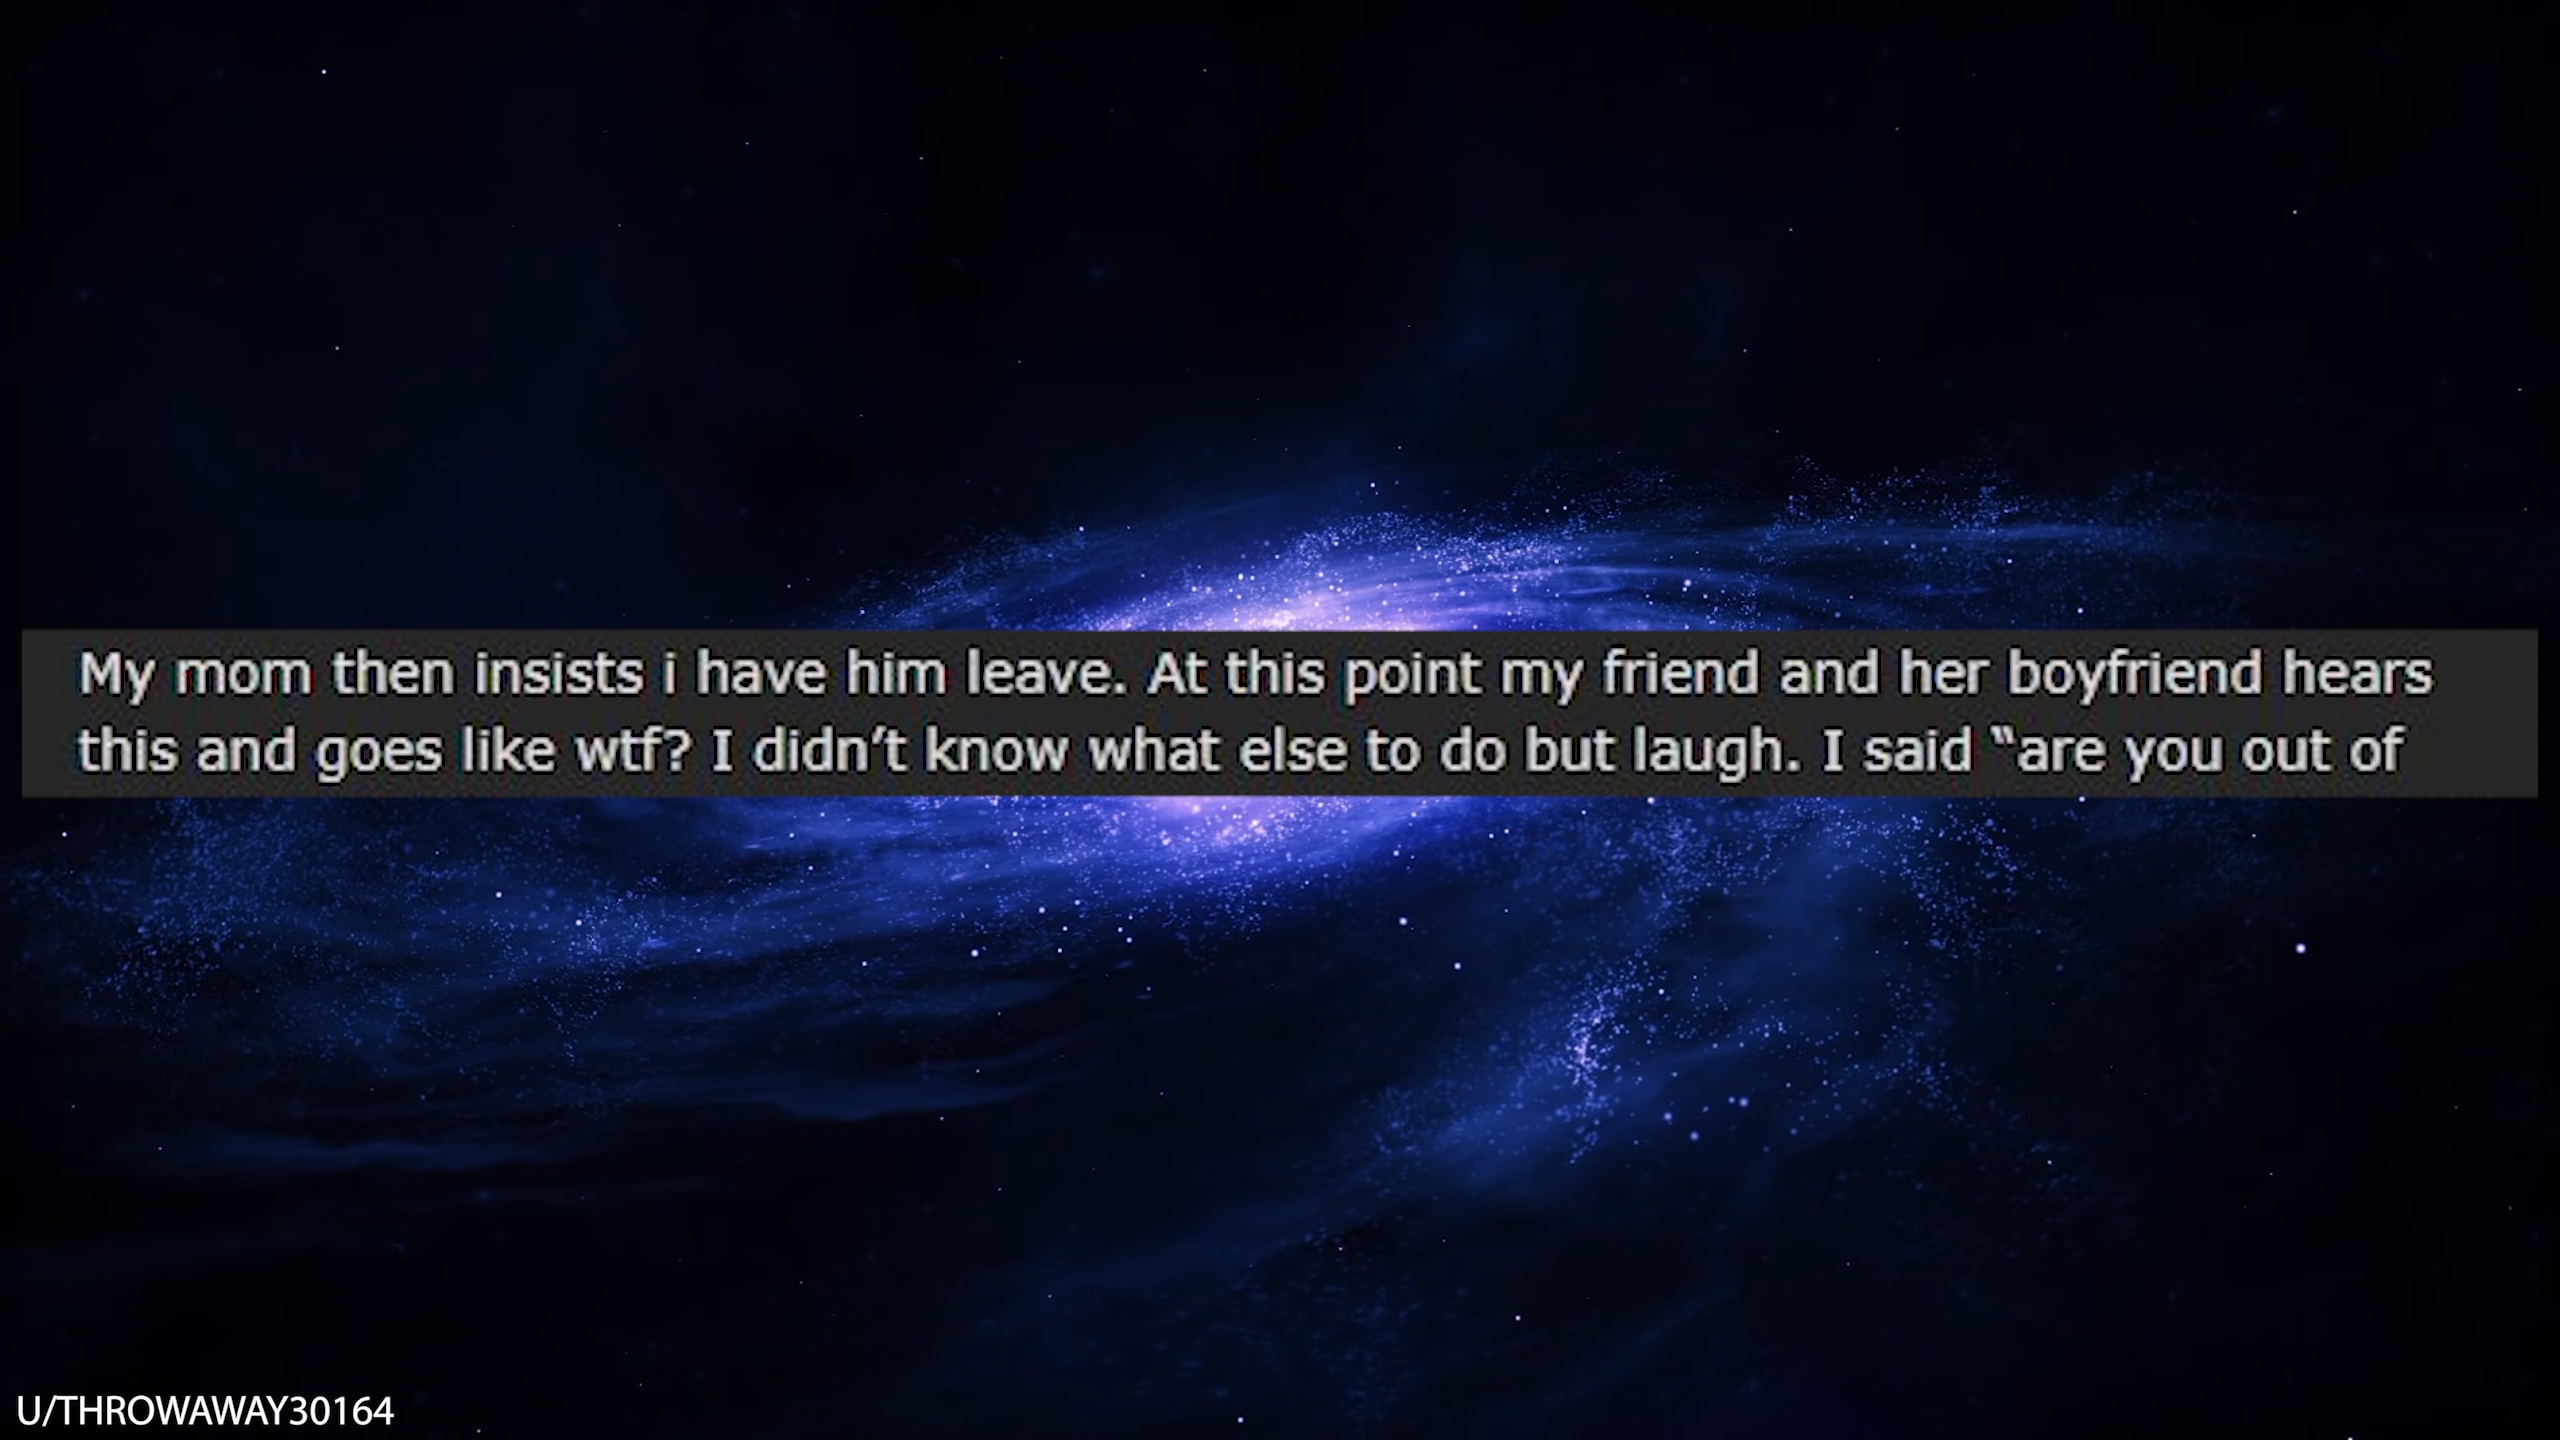 My mom then insists i have him leave. At this point my friend and her boyfriend hears
this and goes like wtf? I didn’t know what else to do but laugh. I said “are you out of
U/THROWAWAY30164